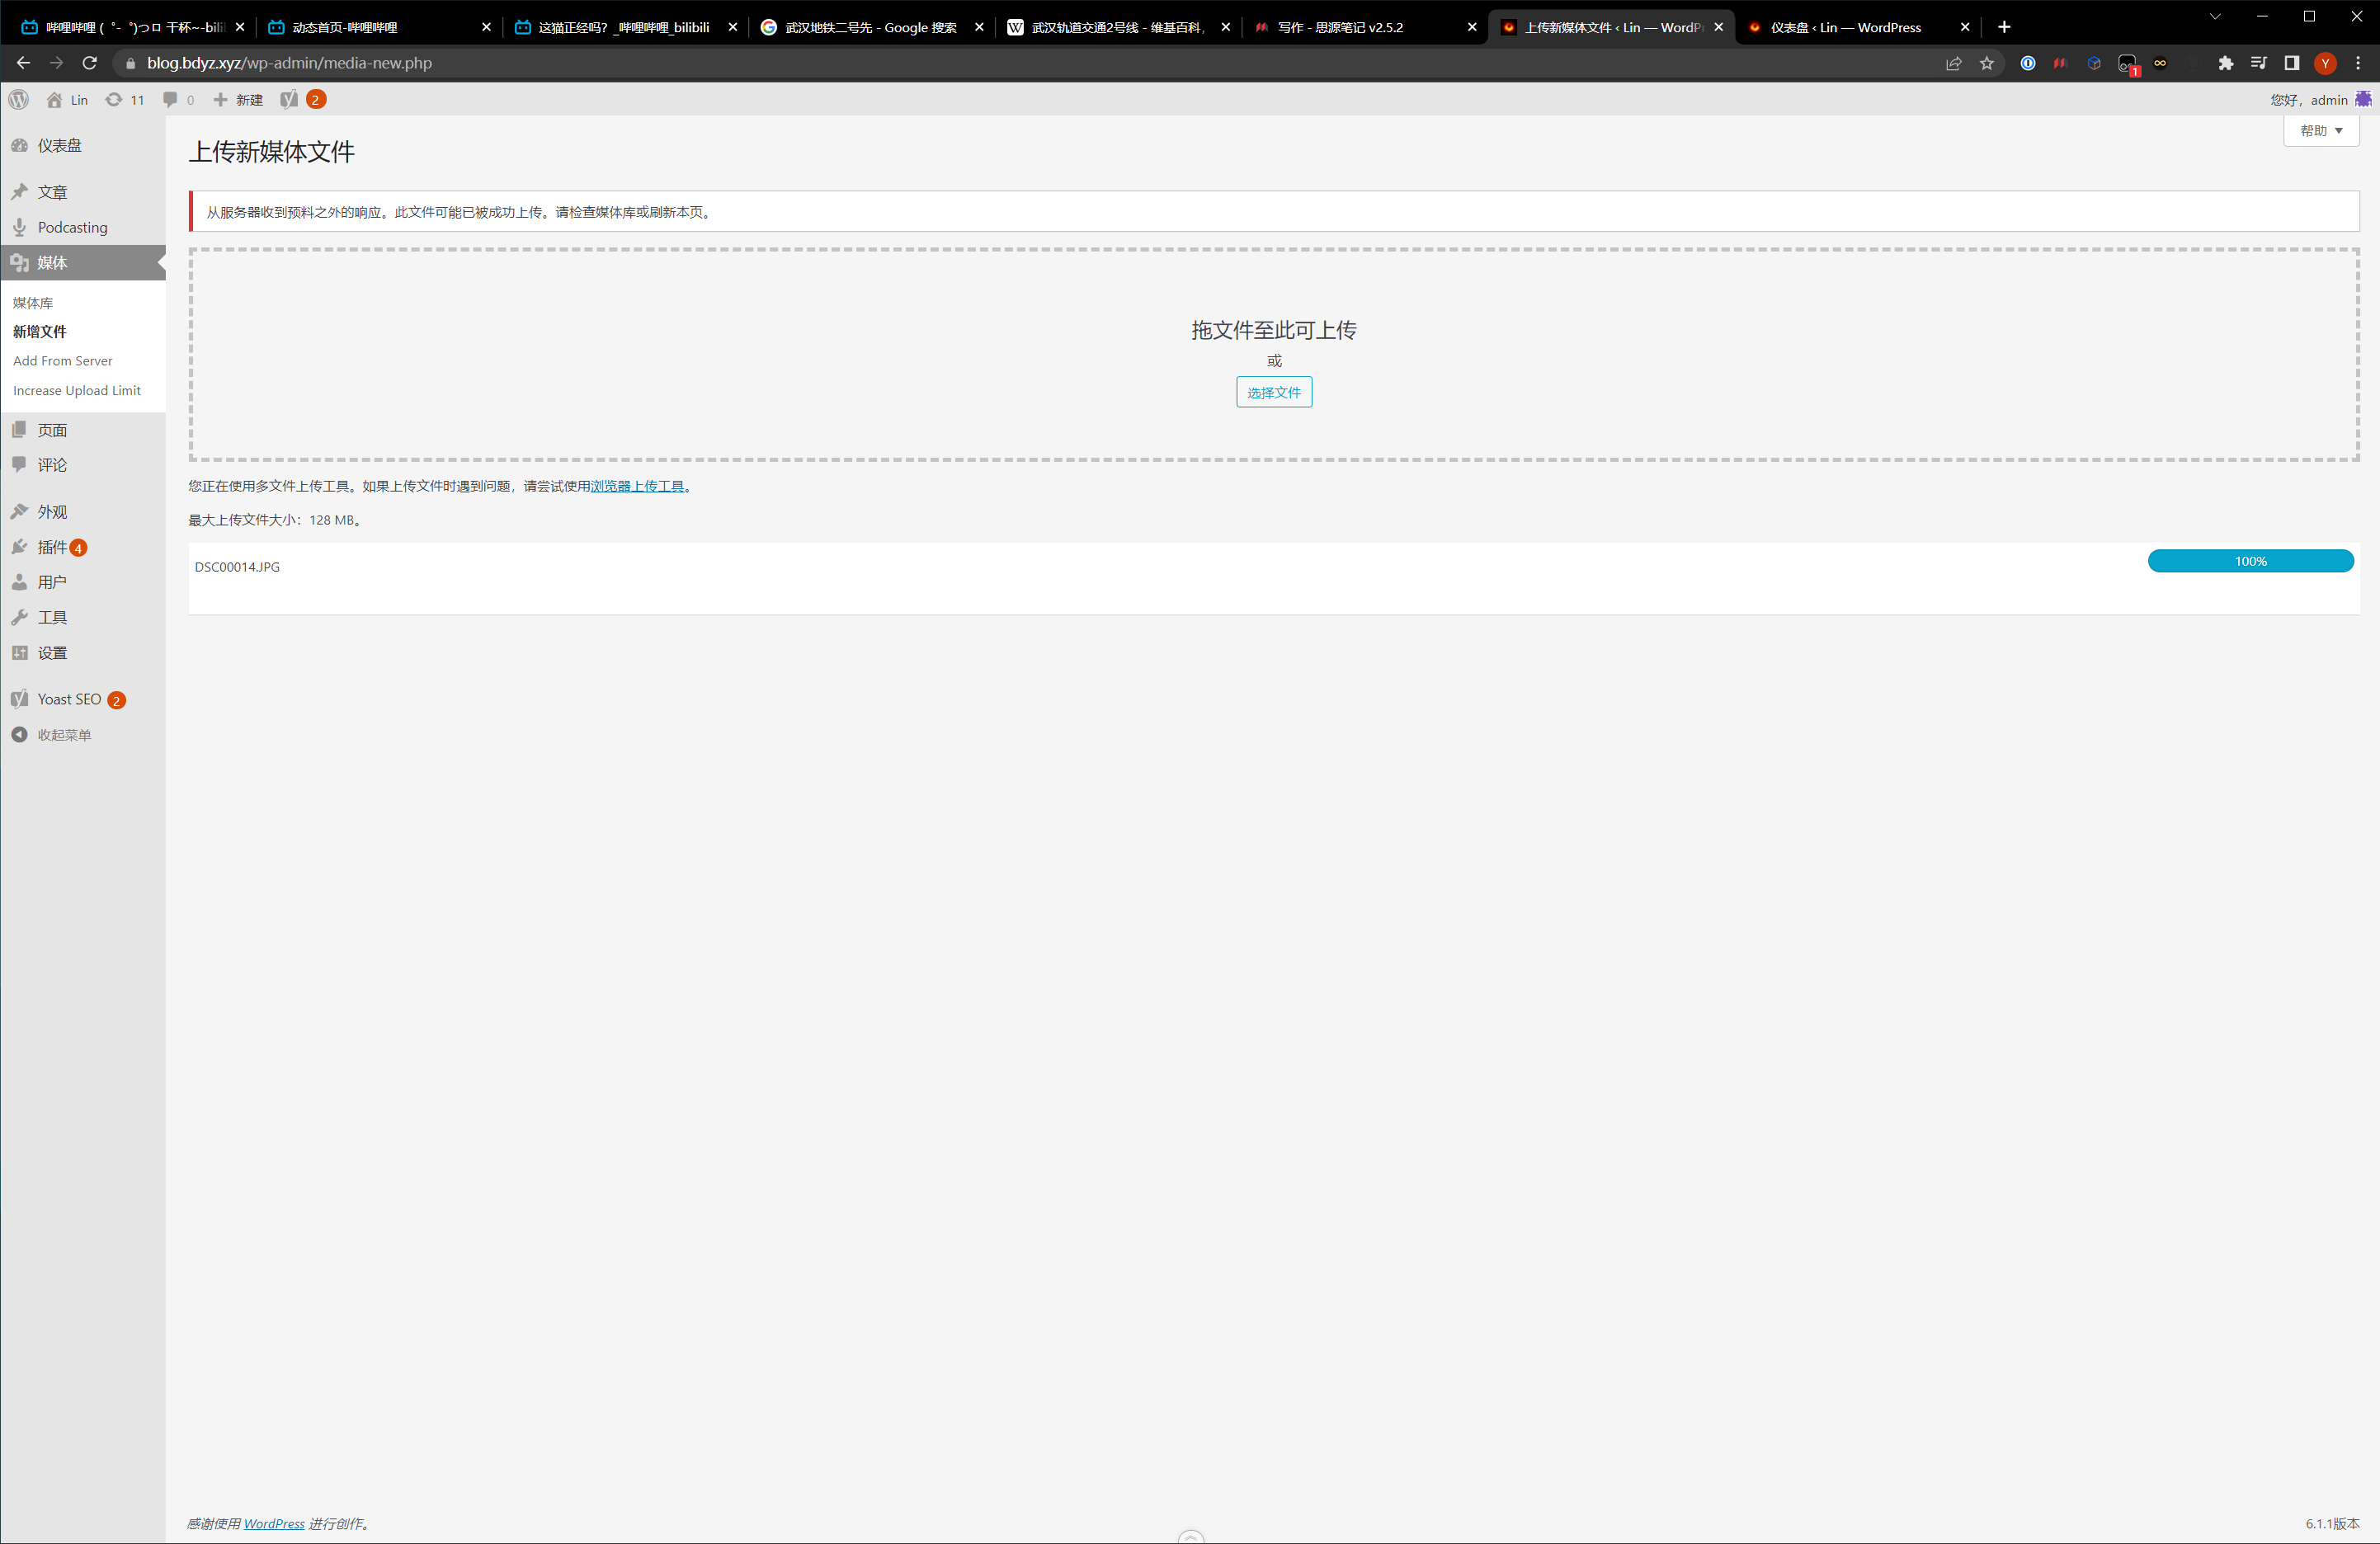 哔哩哔哩 (゜-゜)つロ 干杯~-bili
动态首页-哔哩哔哩
这猫正经吗？_哔哩哔哩_bilibili
武汉地铁二号先 - Google 搜索
武汉轨道交通2号线 - 维基百科，
写作 - 思源笔记 v2.5.2
上传新媒体文件 ‹ Lin — WordPr
仪表盘 ‹ Lin — WordPress
blog.bdyz.xyz/wp-admin/media-new.php
1
Y
Lin
11
0
新建
2
您好，admin
帮助
仪表盘
文章
Podcasting
媒体
媒体库
新增文件
Add From Server
Increase Upload Limit
页面
评论
外观
插件 4
用户
工具
设置
Yoast SEO 2
收起菜单
上传新媒体文件
从服务器收到预料之外的响应。此文件可能已被成功上传。请检查媒体库或刷新本页。
拖文件至此可上传
或
选择文件
您正在使用多文件上传工具。如果上传文件时遇到问题，请尝试使用浏览器上传工具。
最大上传文件大小：128 MB。
DSC00014.JPG
100%
感谢使用 WordPress 进行创作。
6.1.1版本